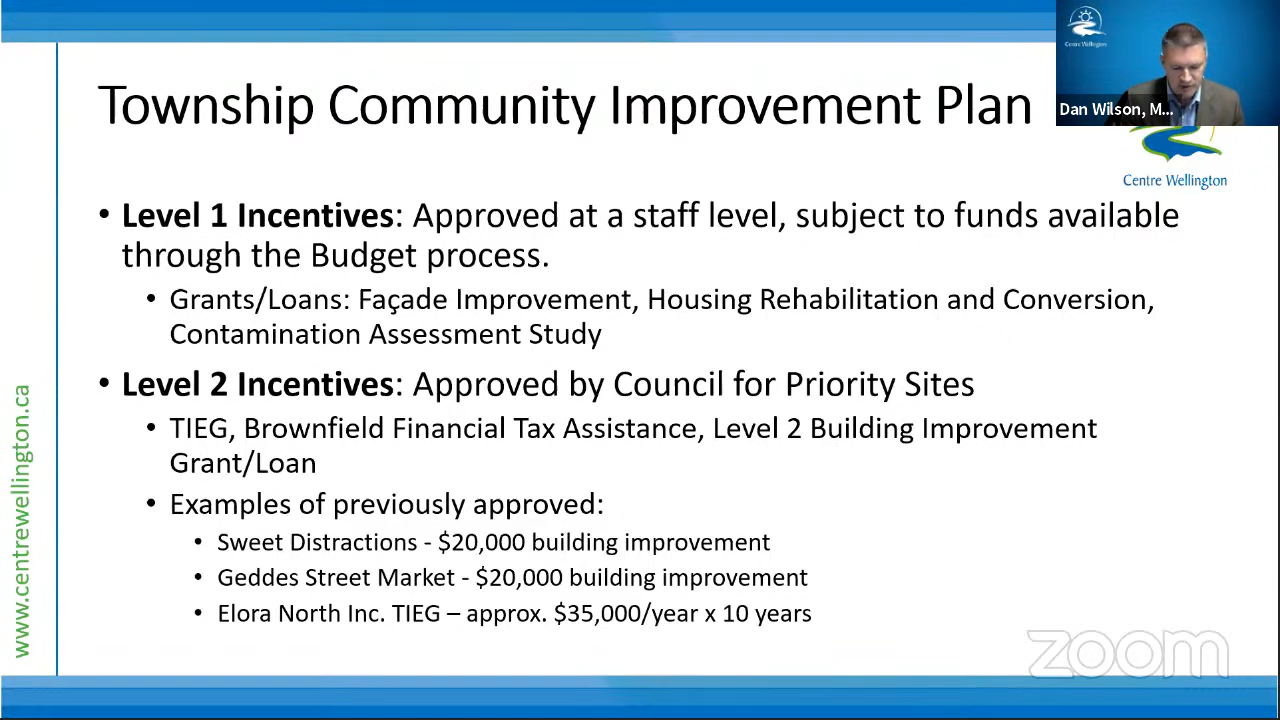 Township Community Improvement Plan
Centre Wellington
Dan Wilson, M...
Centre Wellington
• Level 1 Incentives: Approved at a staff level, subject to funds available
through the Budget process.
• Grants/Loans: Façade Improvement, Housing Rehabilitation and Conversion,
Contamination Assessment Study
• Level 2 Incentives: Approved by Council for Priority Sites
• TIEG, Brownfield Financial Tax Assistance, Level 2 Building Improvement
Grant/Loan
• Examples of previously approved:
• Sweet Distractions - $20,000 building improvement
• Geddes Street Market - $20,000 building improvement
• Elora North Inc. TIEG – approx. $35,000/year x 10 years
www.centrewellington.ca
zoom